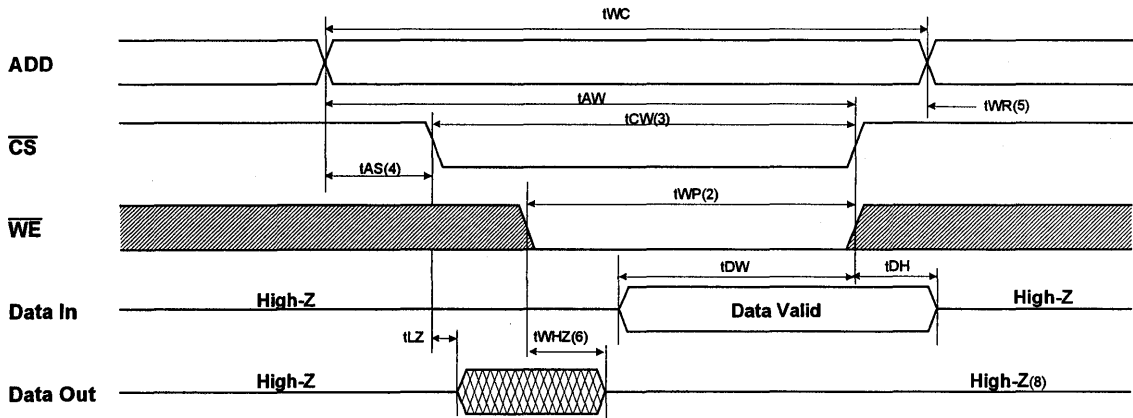 tWC
ADD
tAW
tWR(5)
tCW(3)
CS
tAS(4)
tWP(2)
WE
tDW
tDH
High-Z
High-Z
Data In
Data Valid
tLZ
tWHZ(6)
High-Z
High-Z(8)
Data Out